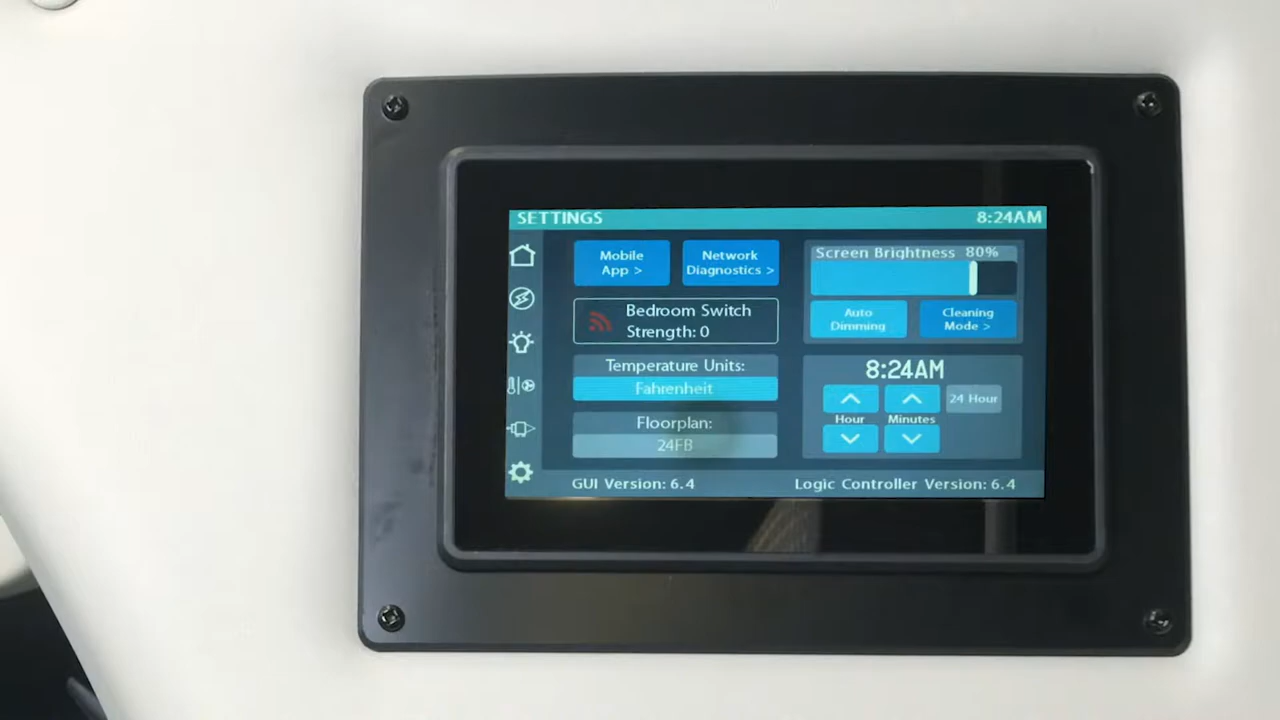 SETTINGS 8:24AM
Mobile
App >
Network
Diagnostics >
Bedroom Switch
Strength: 0
Temperature Units:
Fahrenheit
Floorplan:
24FB
Screen Brightness 80%
Auto
Dimming
Cleaning
Mode >
8:24AM
24 Hour
Hour Minutes
GUI Version: 6.4 Logic Controller Version: 6.4